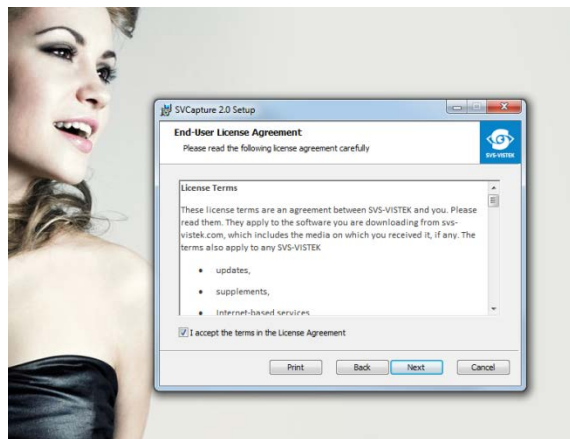 SVCapture 2.0 Setup
End-User License Agreement
Please read the following license agreement carefully
SVS-VISTEK
License Terms
These license terms are an agreement between SVS-VISTEK and you. Please
read them. They apply to the software you are downloading from svs-
vistek.com, which includes the media on which you received it, if any. The
terms also apply to any SVS-VISTEK
• updates,
• supplements,
• Internet-based services
I accept the terms in the License Agreement
Print Back Next Cancel